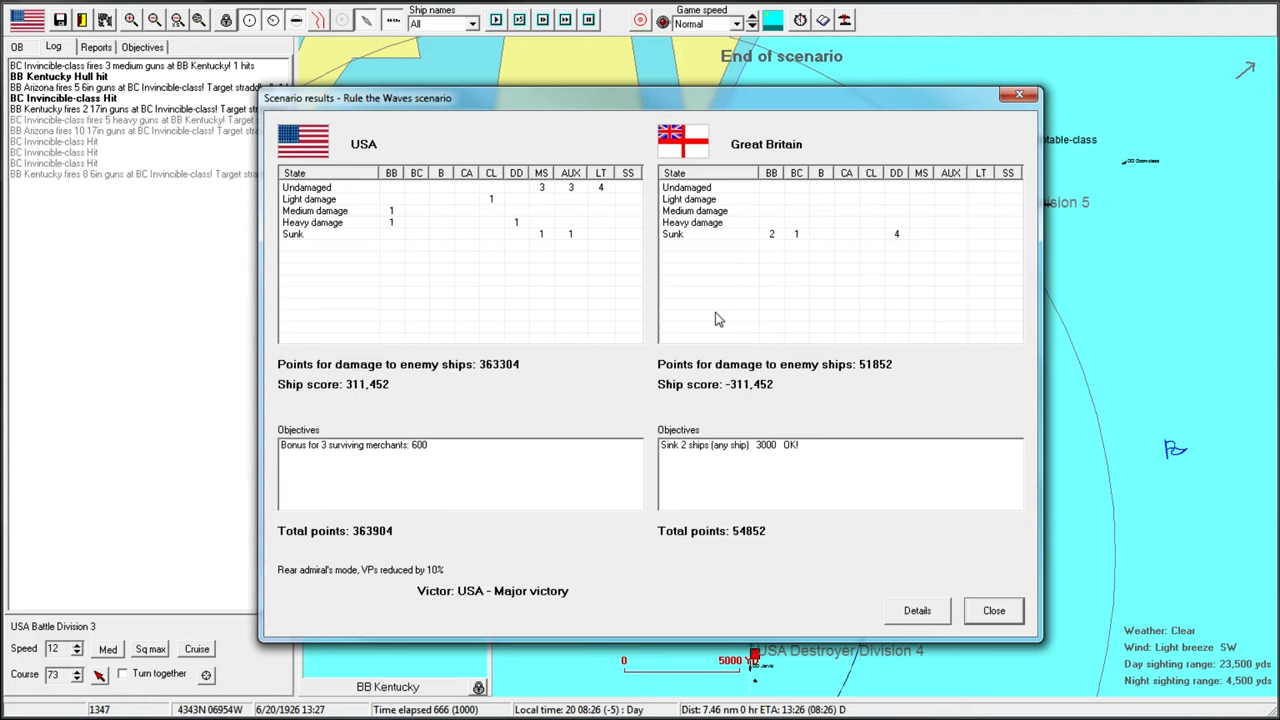 Ship names
All
Game speed
Normal
OB
Log
Reports
Objectives
End of scenario
BC Invincible-class fires 3 medium guns at BB Kentucky! 1 hits
BB Kentucky Hull hit
BB Arizona fires 5 6in guns at BC Invincible-class! Target straddl
BC Invincible-class Hit
BB Kentucky fires 2 17in guns at BC Invincible-class! Target str
BC Invincible-class fires 5 heavy guns at BB Kentucky! Target
BB Arizona fires 10 17in guns at BC Invincible-class! Target str
BC Invincible-class Hit
BC Invincible-class Hit
BC Invincible-class Hit
BB Kentucky fires 8 6in guns at BC Invincible-class! Target stra
Scenario results - Rule the Waves scenario
USA
State BB BC B CA CL DD MS AUX LT SS
Undamaged 3 3 4
Light damage 1
Medium damage 1
Heavy damage 1 1
Sunk 1 1
Points for damage to enemy ships: 363304
Ship score: 311,452
Objectives
Bonus for 3 surviving merchants: 600
Total points: 363904
Great Britain
State BB BC B CA CL DD MS AUX LT SS
Undamaged
Light damage
Medium damage
Heavy damage
Sunk 2 1 4
Points for damage to enemy ships: 51852
Ship score: -311,452
Objectives
Sink 2 ships (any ship) 3000 OK!
Total points: 54852
Rear admiral's mode, VPs reduced by 10%
Victor: USA - Major victory
Details
Close
table-class
vision 5
USA Battle Division 3
Speed 12 Med Sq max Cruise
Course 73 Turn together
BB Kentucky
0 5000 Y
USA Destroyer Division 4
Weather: Clear
Wind: Light breeze SW
Day sighting range: 23,500 yds
Night sighting range: 4,500 yds
1347 4343N 06954W 6/20/1926 13:27 Time elapsed 666 (1000) Local time: 20 08:26 (-5) : Day Dist: 7.46 nm 0 hr ETA: 13:26 (08:26) D